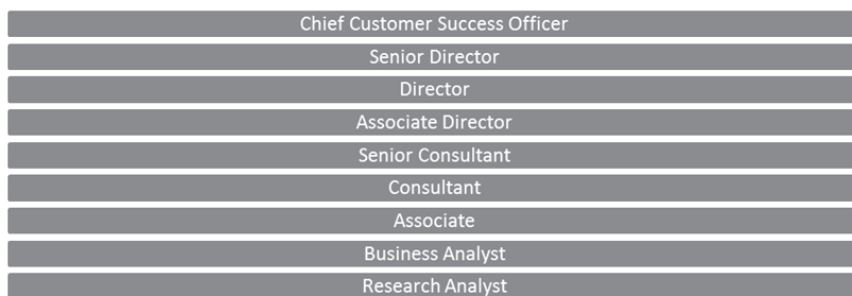 Chief Customer Success Officer
Senior Director
Director
Associate Director
Senior Consultant
Consultant
Associate
Business Analyst
Research Analyst